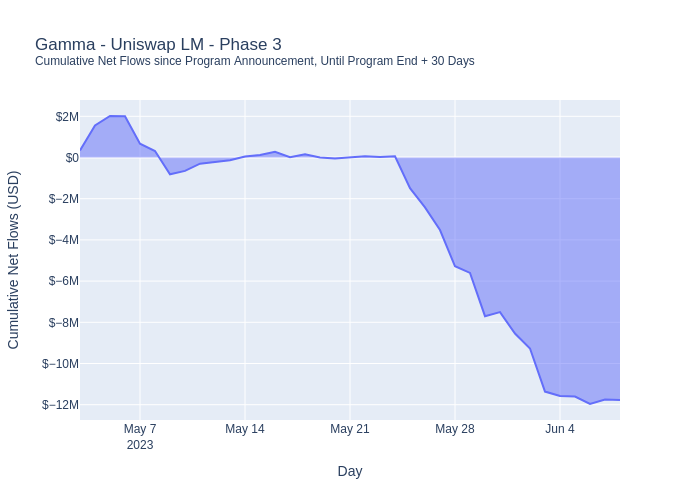 Gamma - Uniswap LM - Phase 3
Cumulative Net Flows since Program Announcement, Until Program End + 30 Days
Cumulative Net Flows (USD)
$2M
$0
$−2M
$−4M
$−6M
$−8M
$−10M
$−12M
May 7
2023
May 14
May 21
May 28
Jun 4
Day